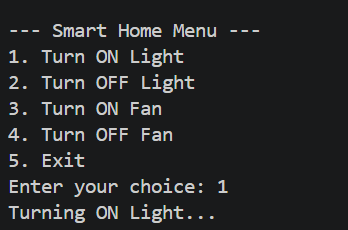 --- Smart Home Menu ---
1. Turn ON Light
2. Turn OFF Light
3. Turn ON Fan
4. Turn OFF Fan
5. Exit
Enter your choice: 1
Turning ON Light...